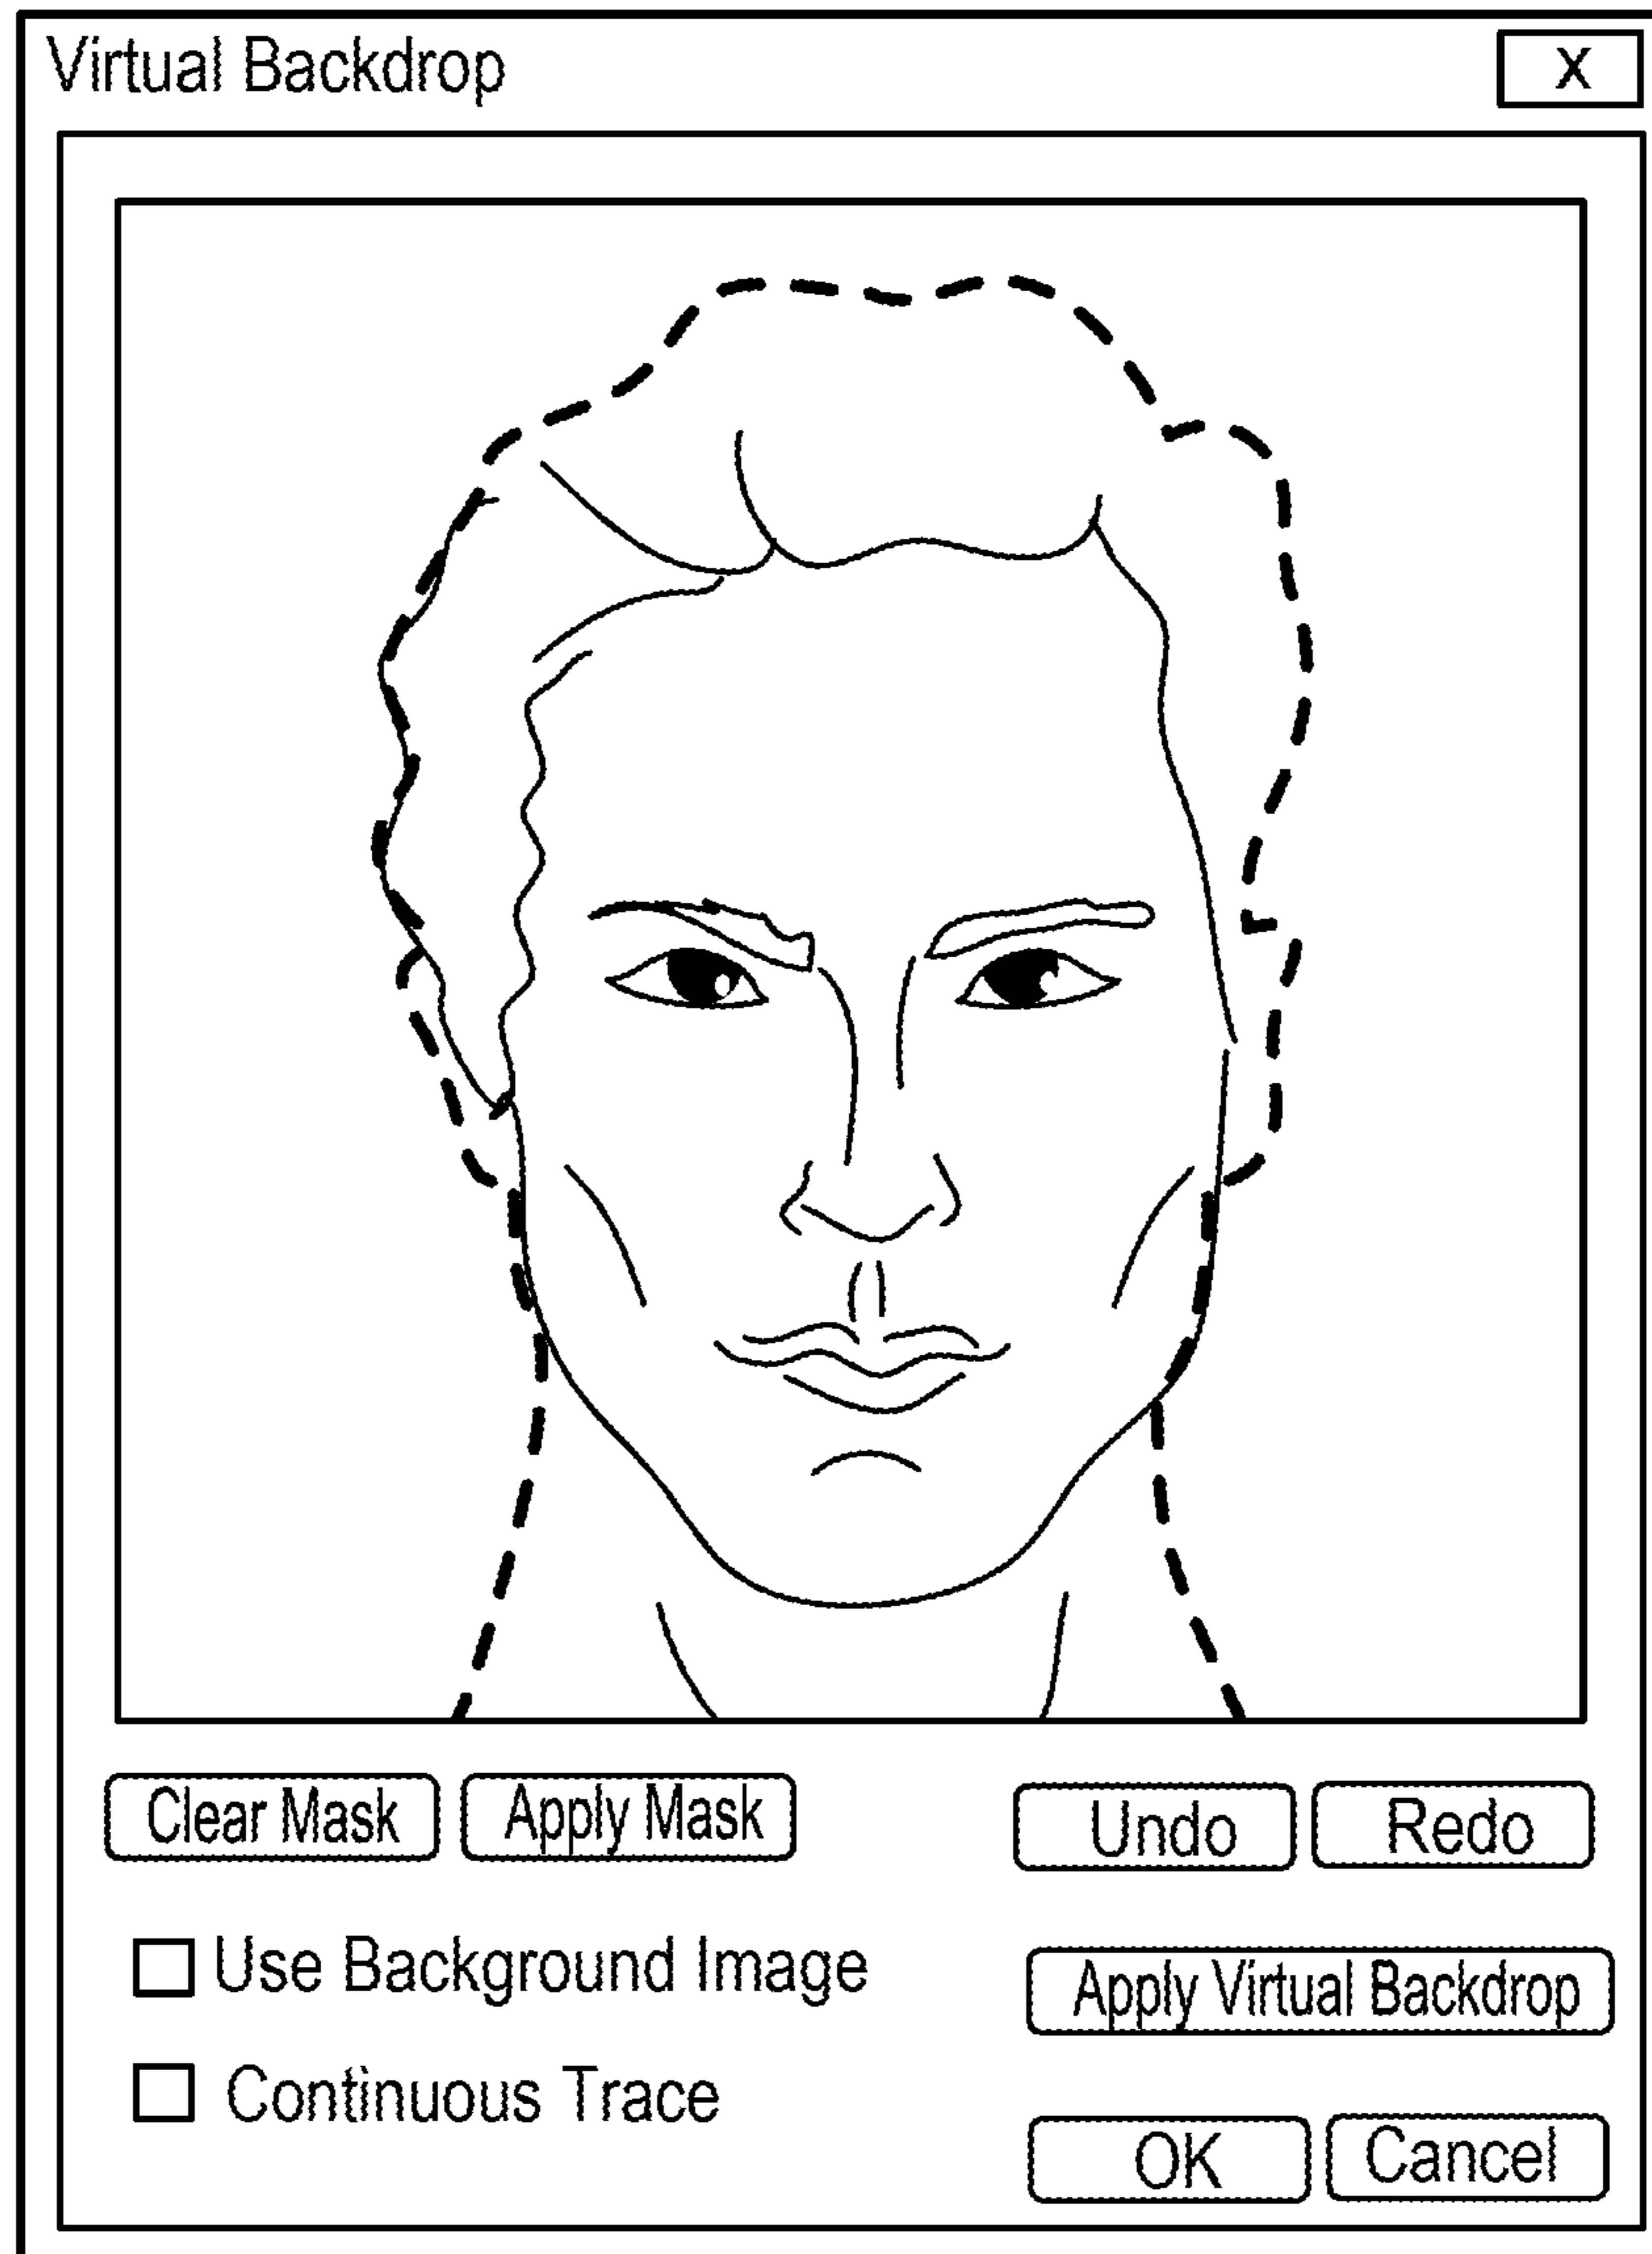 Virtual Backdrop X
Clear Mask Apply Mask Undo Redo
Use Background Image Apply Virtual Backdrop
Continuous Trace
OK Cancel